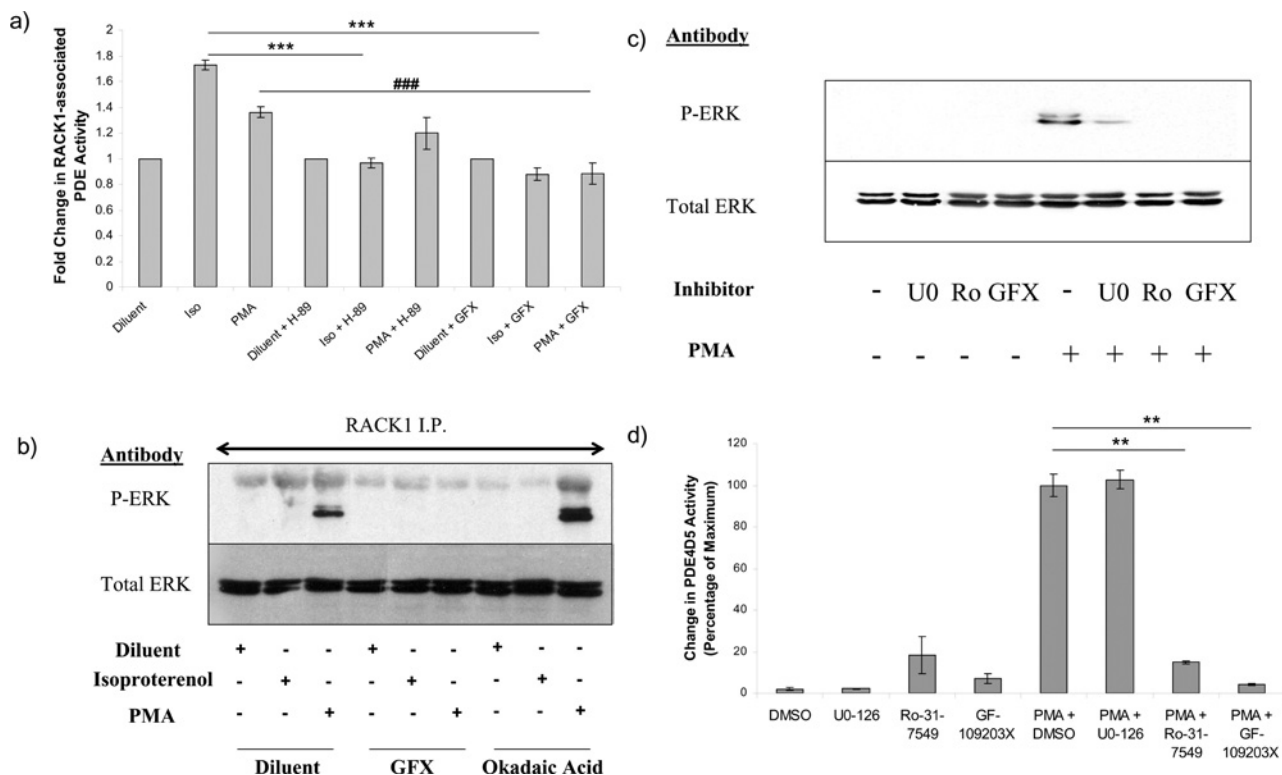 a)
Fold Change in RACK1-associated
PDE Activity
2
1.8
1.6
1.4
1.2
1
0.8
0.6
0.4
0.2
0
***
***
###
Diluent
Iso
PMA
Diluent + H-89
Iso + H-89
PMA + H-89
Diluent + GFX
Iso + GFX
PMA + GFX
b)
RACK1 I.P.
Antibody
P-ERK
Total ERK
Diluent + - - + - - + - -
Isoproterenol - + - - + - - + -
PMA - - + - - + - - +
Diluent GFX Okadaic Acid
c)
Antibody
P-ERK
Total ERK
Inhibitor - U0 Ro GFX - U0 Ro GFX
PMA - - - - + + + +
d)
Change in PDE4D5 Activity
(Percentage of Maximum)
120
100
80
60
40
20
0
**
**
DMSO
U0-126
Ro-31-
7549
GF-
109203X
PMA +
DMSO
PMA +
U0-126
PMA +
Ro-31-
7549
PMA +
GF-
109203X